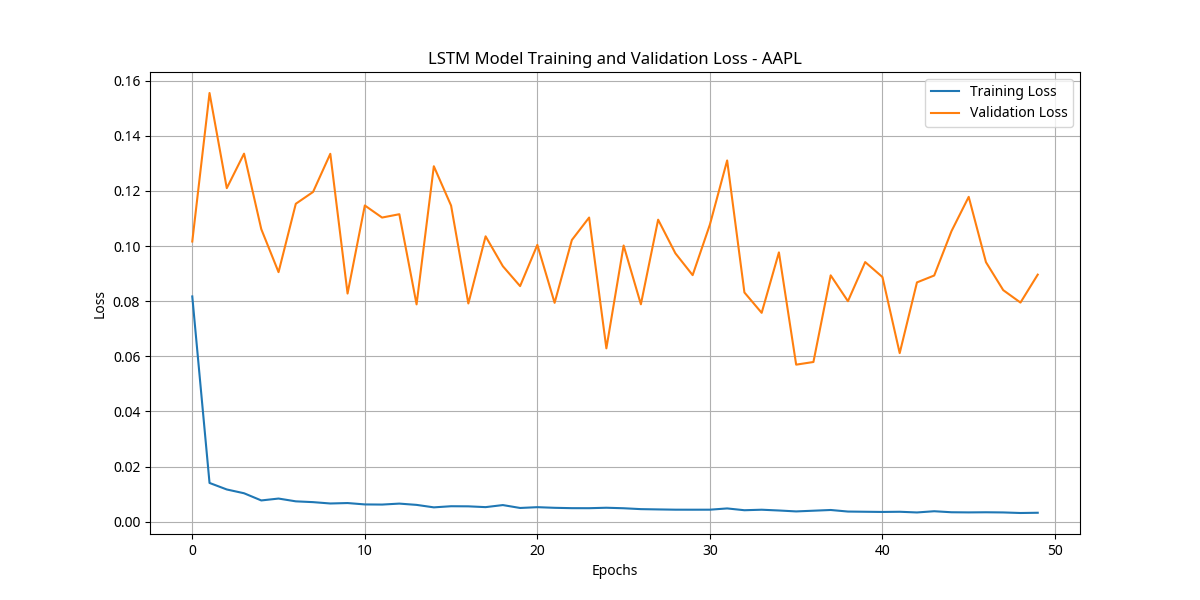 LSTM Model Training and Validation Loss - AAPL
Training Loss
Validation Loss
Loss
0.16
0.14
0.12
0.10
0.08
0.06
0.04
0.02
0.00
0 10 20 30 40 50
Epochs